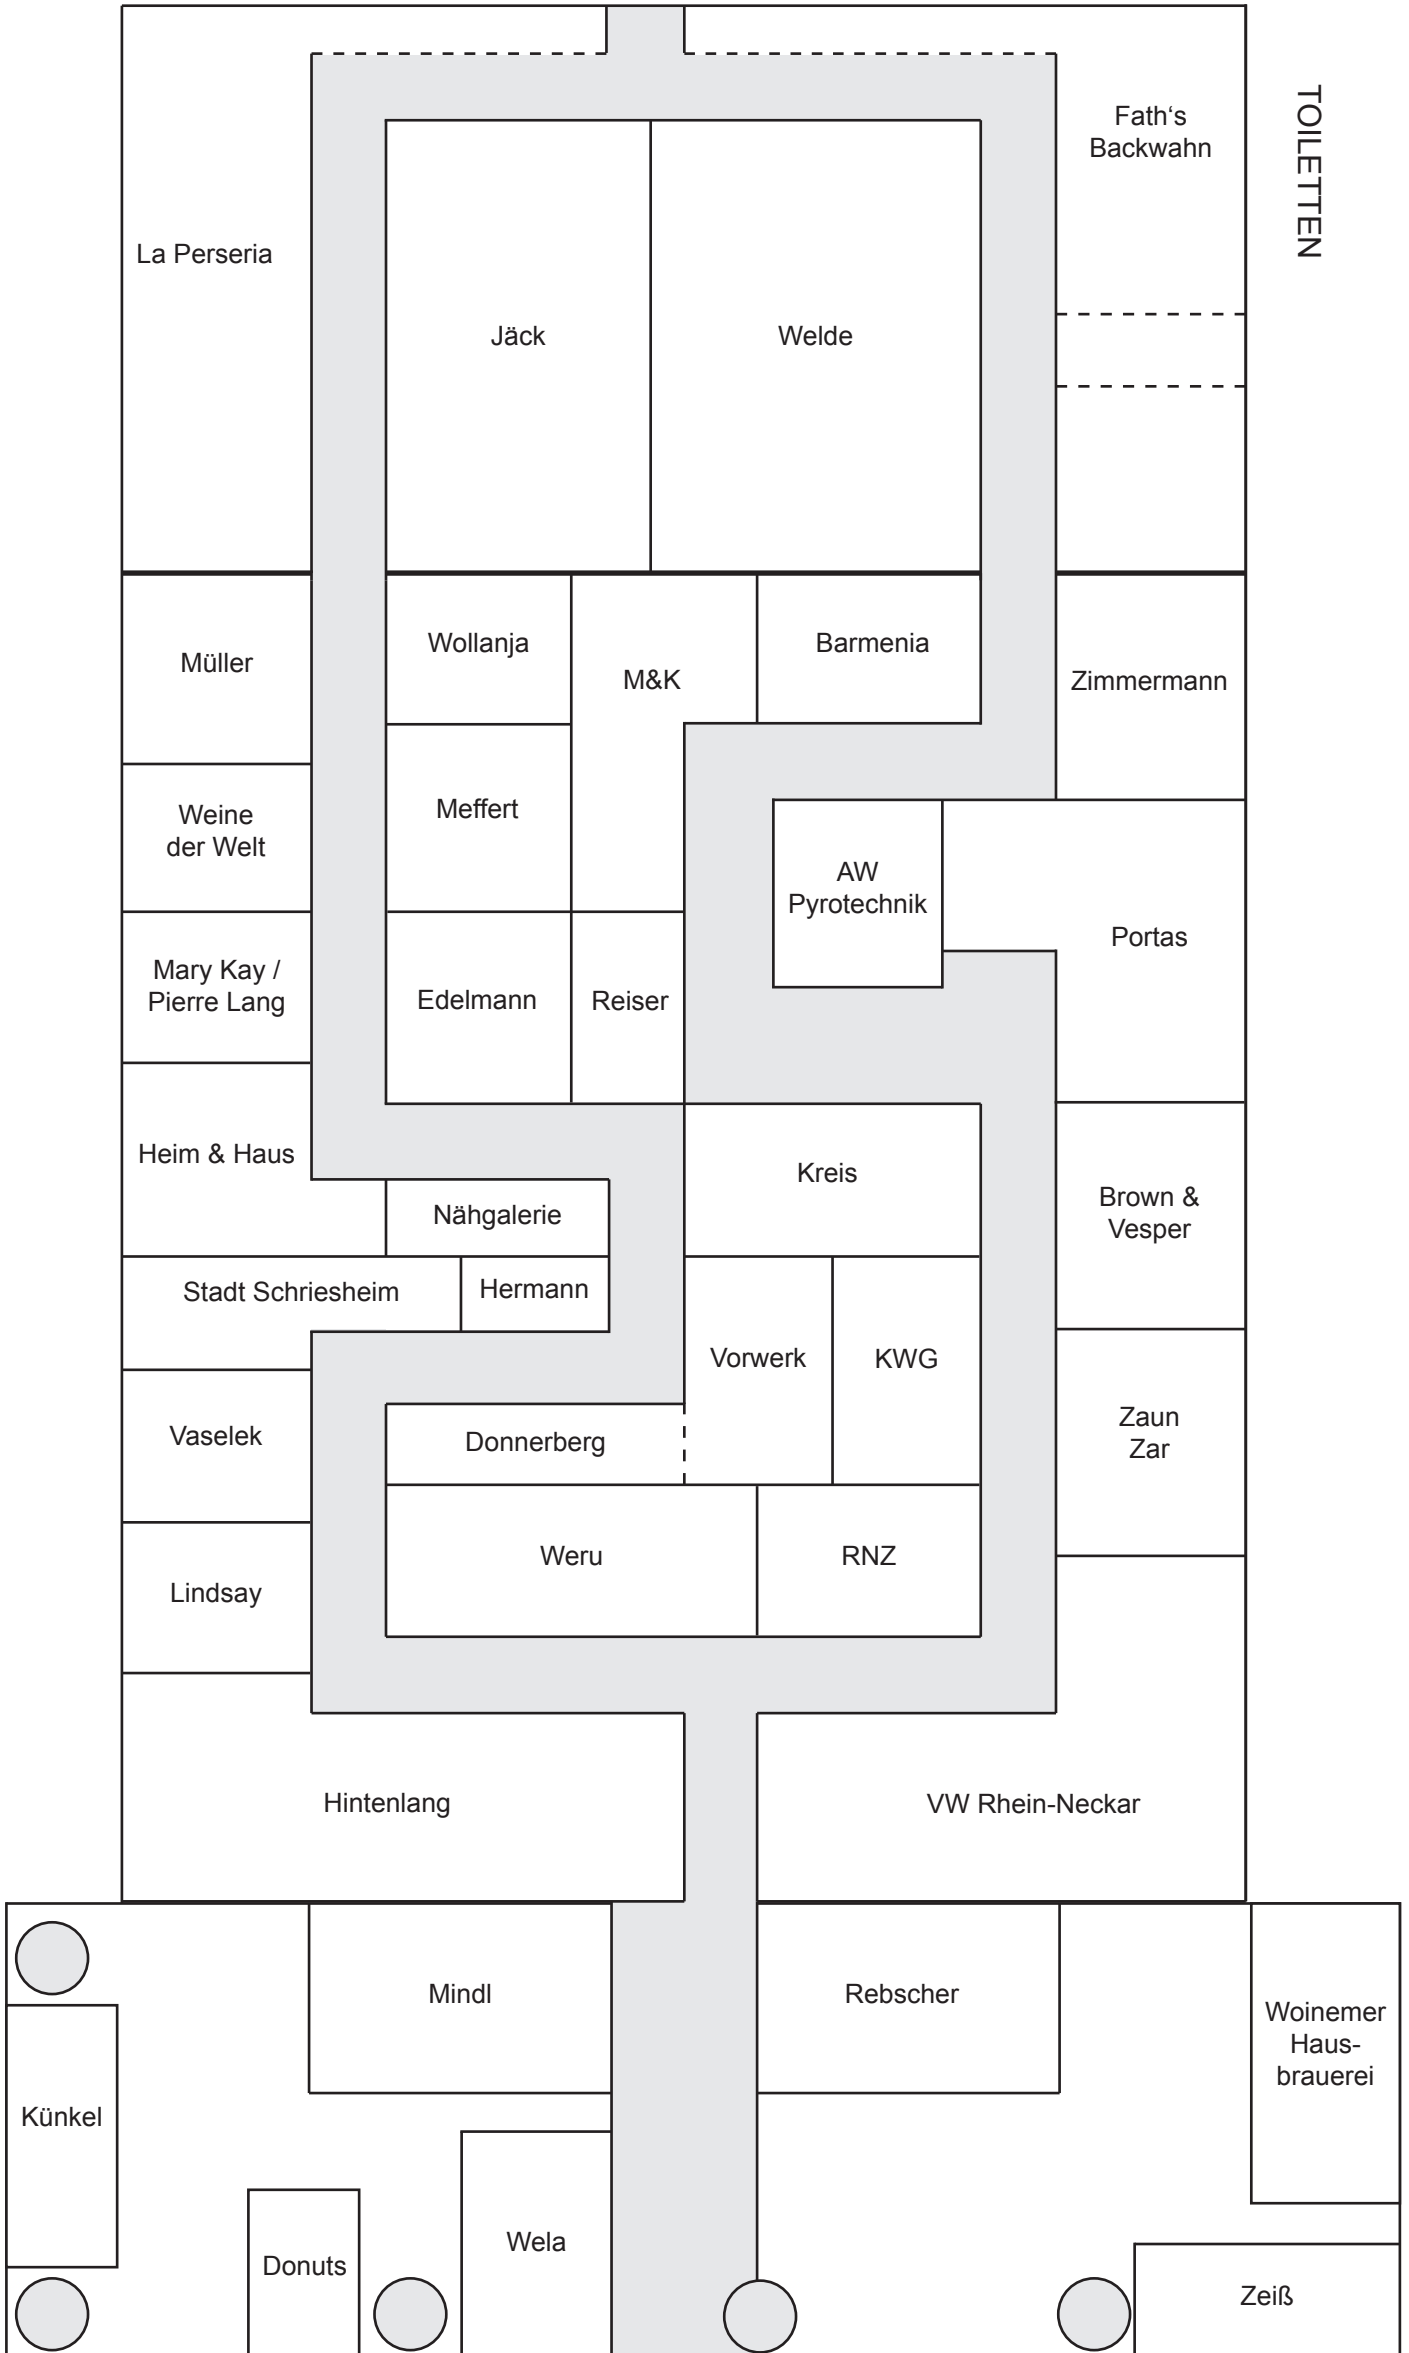 Fath‘s
Backwahn
TOILETTEN
La Perseria
Jäck
Welde
Müller
Wollanja
M&K
Barmenia
Zimmermann
Weine
der Welt
Meffert
AW
Pyrotechnik
Portas
Mary Kay /
Pierre Lang
Edelmann
Reiser
Heim & Haus
Nähgalerie
Kreis
Brown &
Vesper
Stadt Schriesheim
Hermann
Vorwerk
KWG
Vaselek
Donnerberg
Zaun
Zar
Lindsay
Weru
RNZ
Hintenlang
VW Rhein-Neckar
Mindl
Rebscher
Woinemer
Haus-
brauerei
Künkel
Donuts
Wela
Zeiß